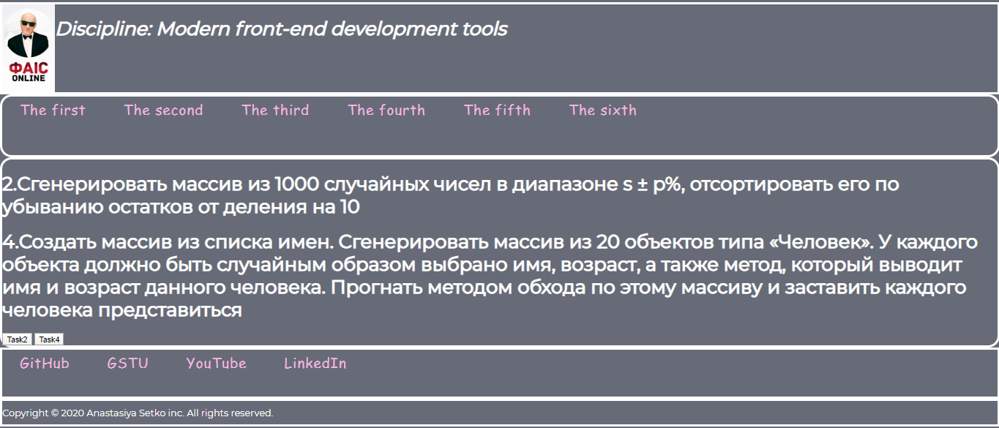 Discipline: Modern front-end development tools
ФАІС
ONLINE
The first The second The third The fourth The fifth The sixth
2.Сгенерировать массив из 1000 случайных чисел в диапазоне s ± p%, отсортировать его по
убыванию остатков от деления на 10
4.Создать массив из списка имен. Сгенерировать массив из 20 объектов типа «Человек». У каждого
объекта должно быть случайным образом выбрано имя, возраст, а также метод, который выводит
имя и возраст данного человека. Прогнать методом обхода по этому массиву и заставить каждого
человека представиться
Task2 Task4
GitHub GSTU YouTube LinkedIn
Copyright © 2020 Anastasiya Setko inc. All rights reserved.